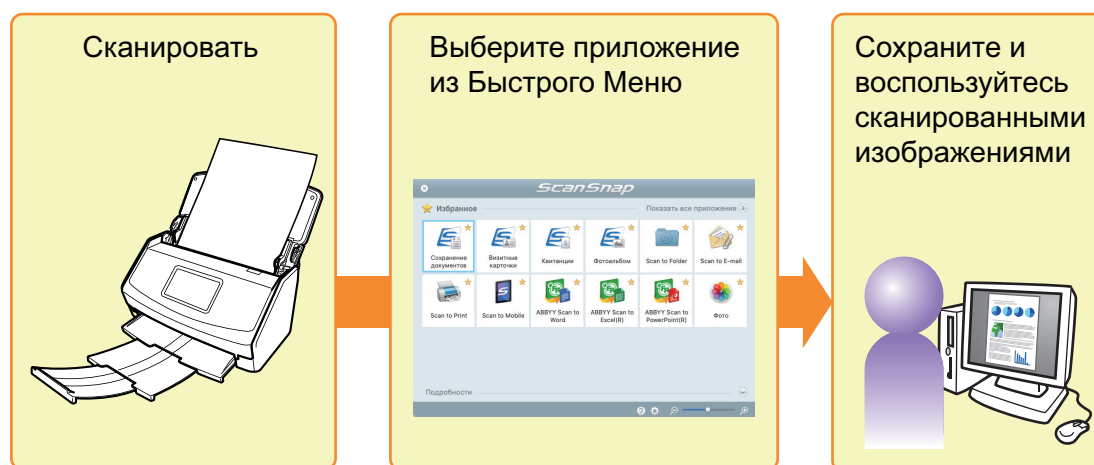 Сканировать
Выберите приложение
из Быстрого Меню
ScanSnap
Избранное
Показать все приложения
Сохранение
документов
Визитные
карточки
Квитанции
Фотоальбом
Scan to Folder
Scan to E-mail
Scan to Print
Scan to Mobile
ABBYY Scan to
Word
ABBYY Scan to
Excel(R)
ABBYY Scan to
PowerPoint(R)
Фото
Подробности
Сохраните и
воспользуйтесь
сканированными
изображениями